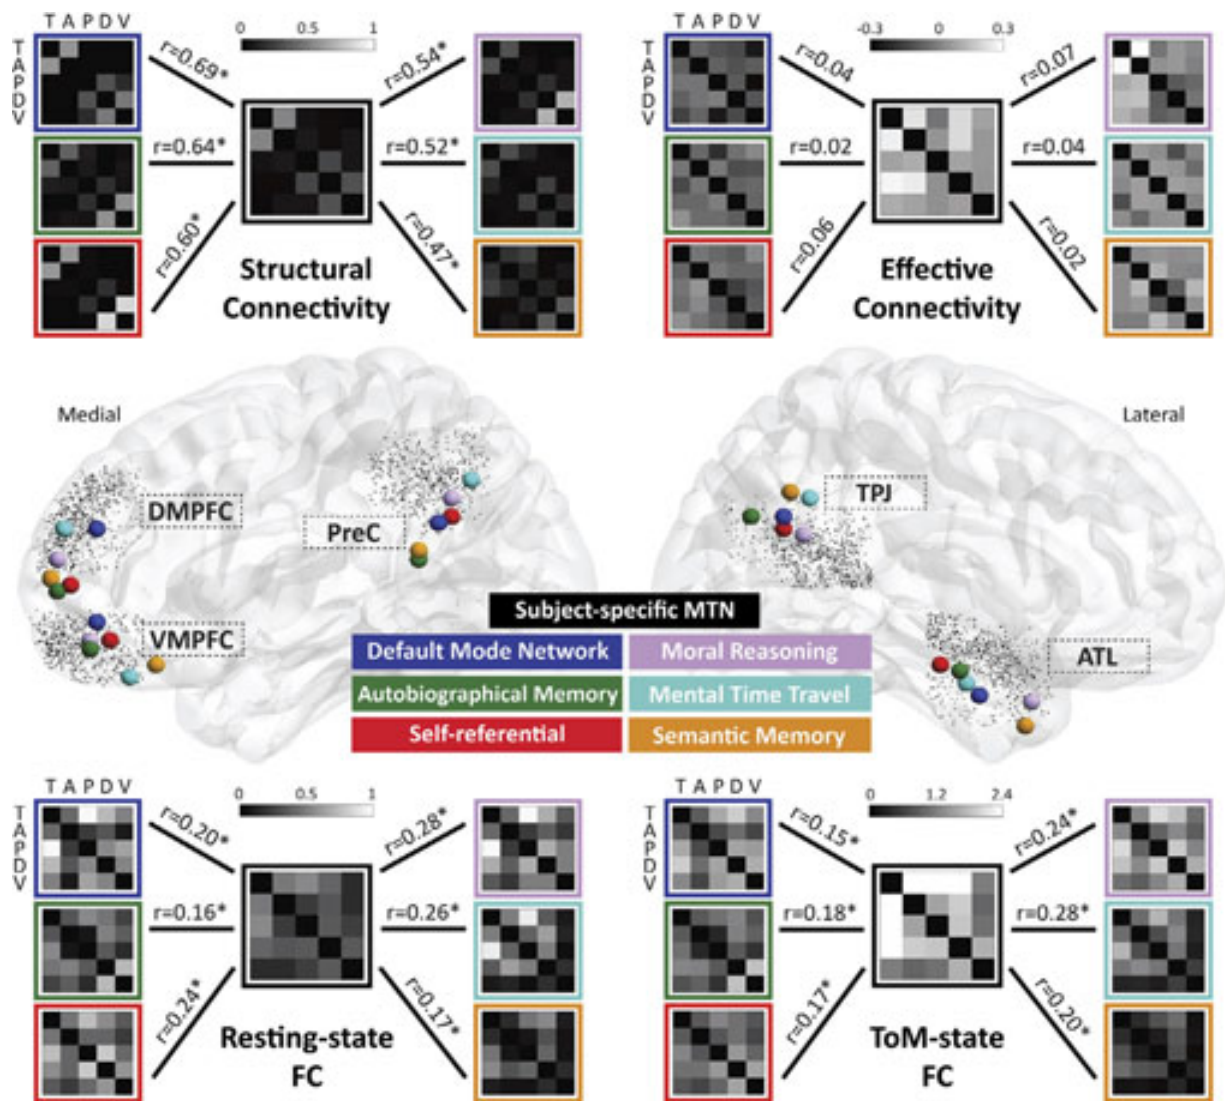 T A P D V
0 1
T
A
P
D
V
r=0.69*
r=0.54*
r=0.64*
r=0.52*
r=0.60*
r=0.47*
Structural
Connectivity
T A P D V
-0.3 0.3
T
A
P
D
V
r=0.04
r=0.07
r=0.02
r=0.04
r=0.06
r=0.02
Effective
Connectivity
Medial
Lateral
DMPFC
PreC
VMPFC
TPJ
ATL
Subject-specific MTN
Default Mode Network
Moral Reasoning
Autobiographical Memory
Mental Time Travel
Self-referential
Semantic Memory
T A P D V
0 0.5 1
T
A
P
D
V
r=0.20*
r=0.28*
r=0.16*
r=0.26*
r=0.24*
r=0.17*
Resting-state
FC
T A P D V
0 1.2 2.4
T
A
P
D
V
r=0.15*
r=0.24*
r=0.18*
r=0.28*
r=0.17*
r=0.20*
ToM-state
FC